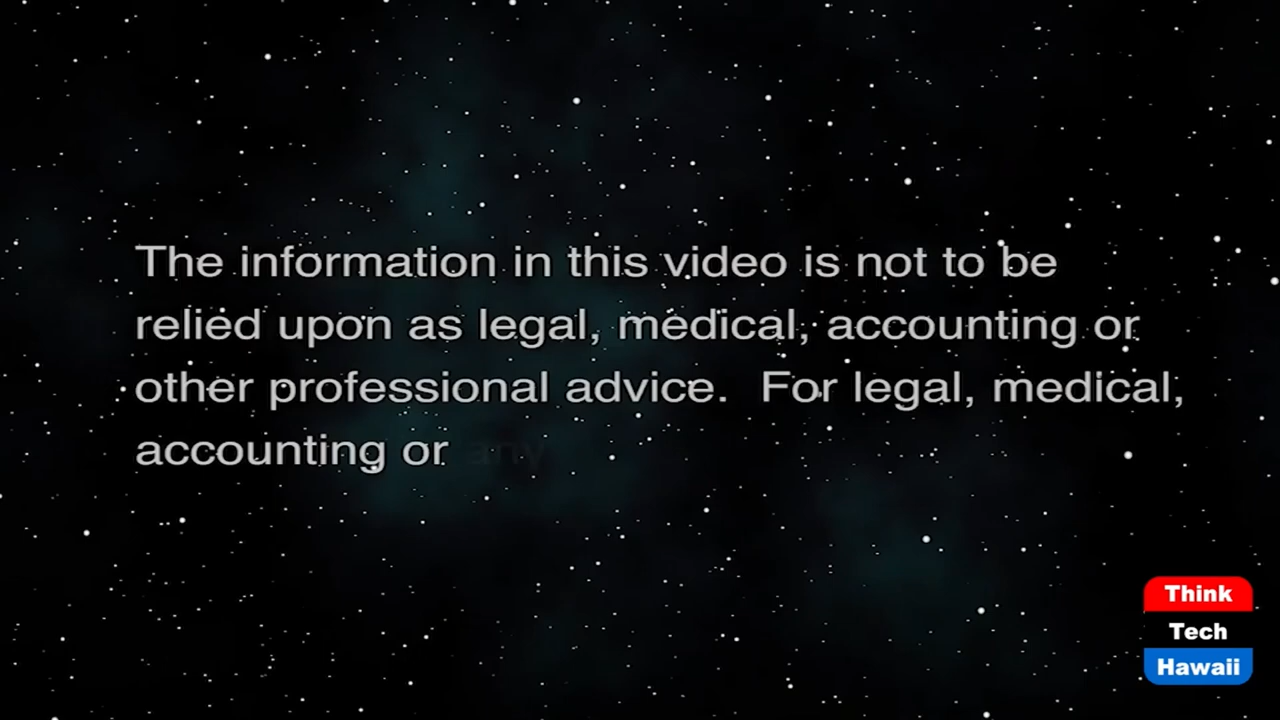 The information in this video is not to be
relied upon as legal, medical, accounting or
other professional advice.  For legal, medical,
accounting or any
Think
Tech
Hawaii